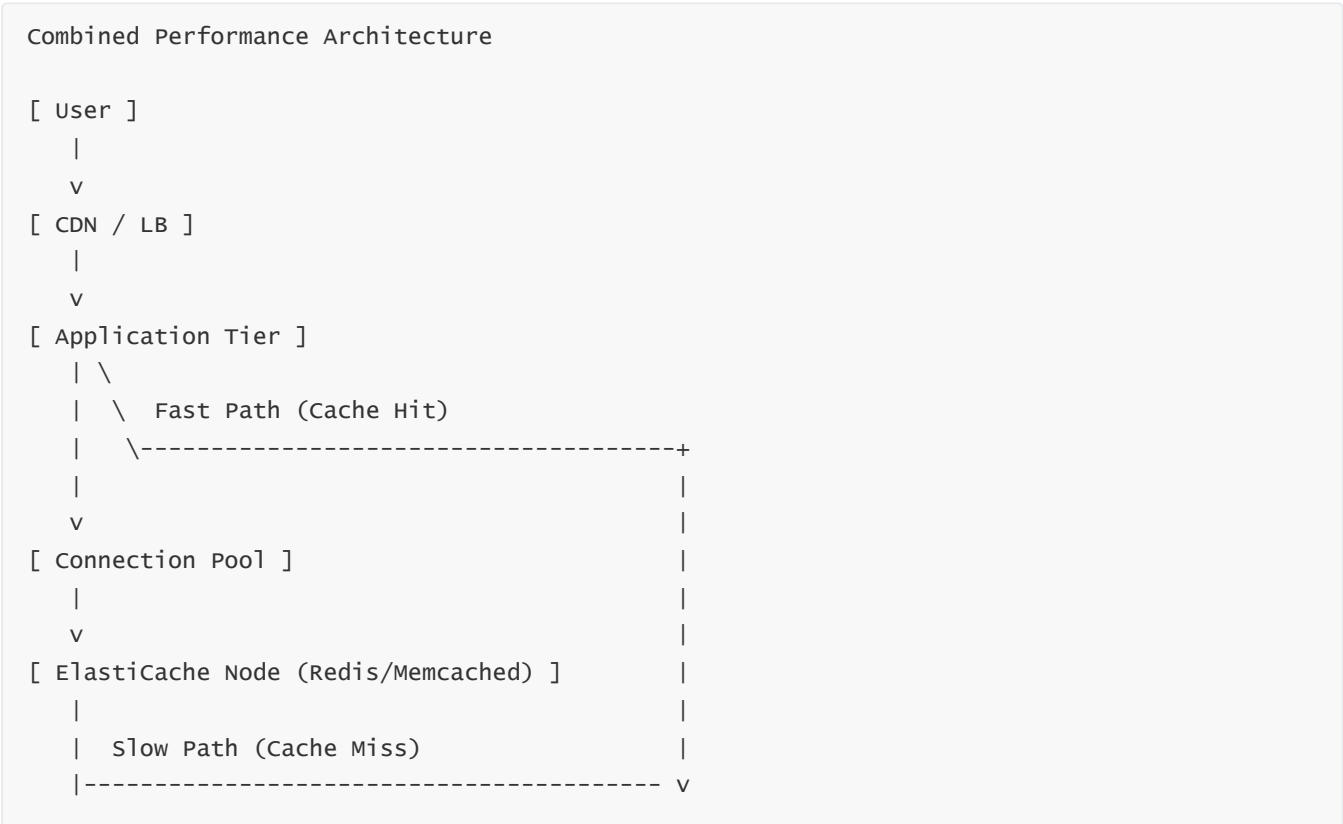 Combined Performance Architecture

[ User ]
   |
   v
[ CDN / LB ]
   |
   v
[ Application Tier ]
   | \
   |  \  Fast Path (Cache Hit)
   |   \--------------------------------------+
   |                                          |
   v                                          |
[ Connection Pool ]                           |
   |                                          |
   v                                          |
[ ElastiCache Node (Redis/Memcached) ]        |
   |                                          |
   |  Slow Path (Cache Miss)                  |
   |----------------------------------------- v